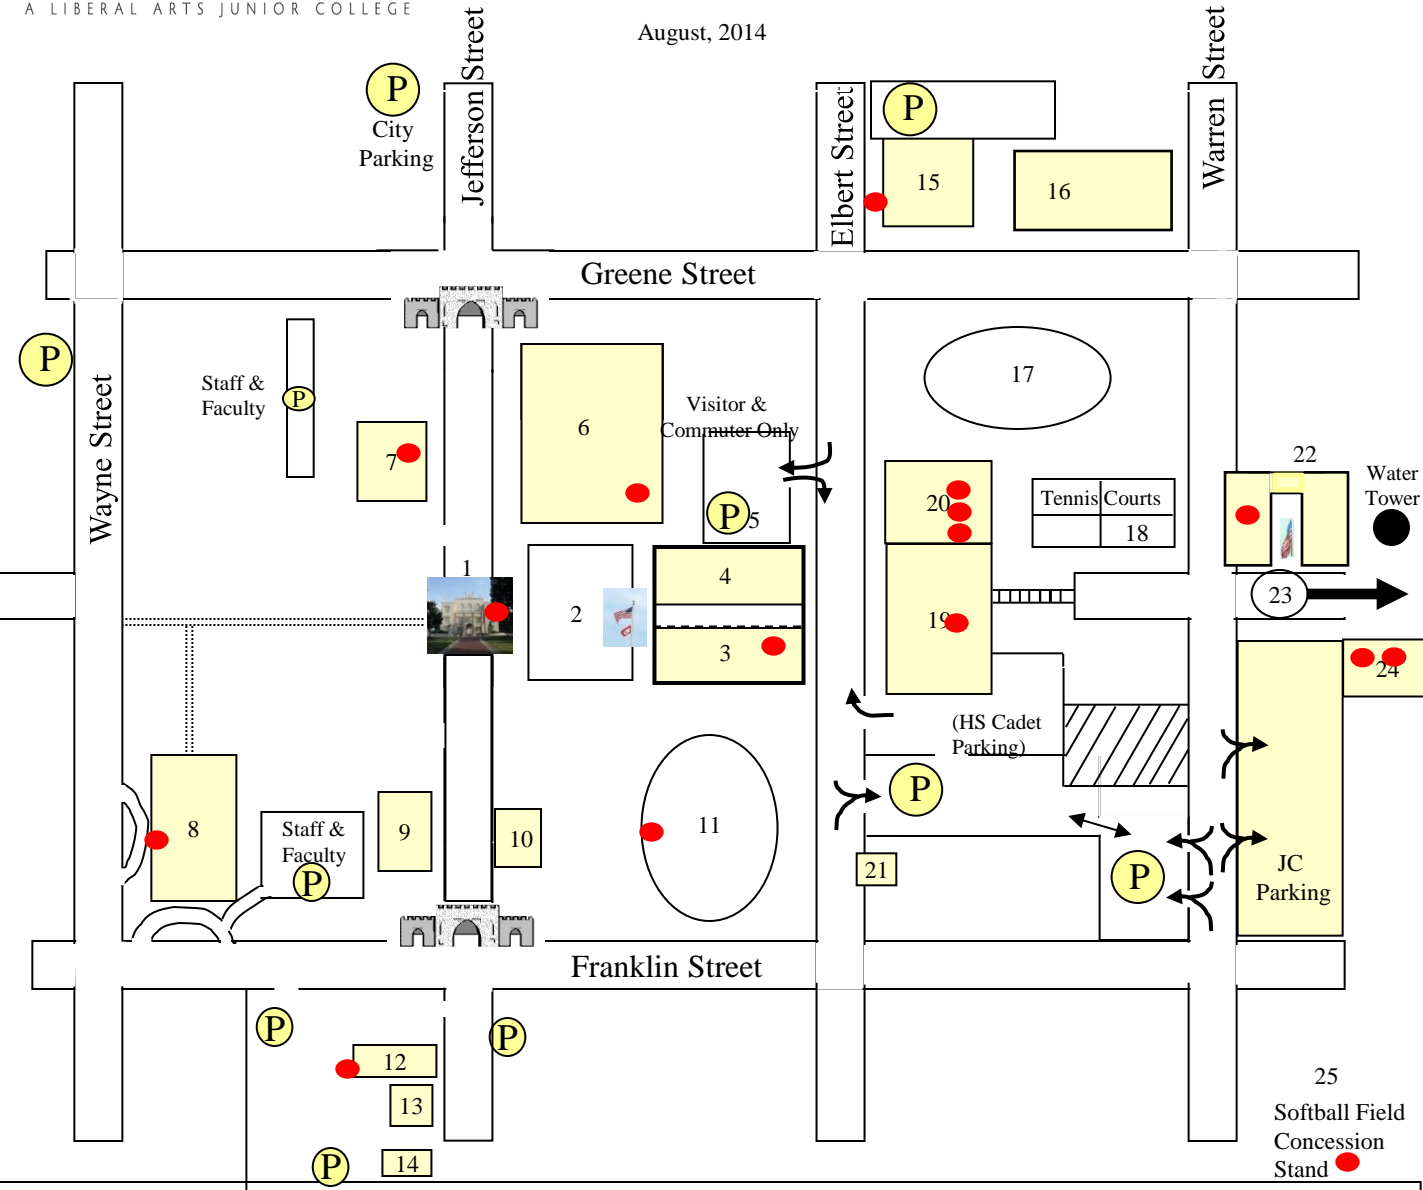 A LIBERAL ARTS JUNIOR COLLEGE
August, 2014
Jefferson Street
Elbert Street
Warren Street
P
City
Parking
P
15
16
Greene Street
P
Wayne Street
Staff &
Faculty
P
7
6
Visitor &
Commuter Only
P
5
17
20
Tennis Courts
18
22
Water
Tower
1
2
4
3
19
23
24
(HS Cadet
Parking)
P
8
Staff &
Faculty
P
9
10
11
21
P
JC
Parking
Franklin Street
P
P
12
13
14
P
25
Softball Field
Concession
Stand